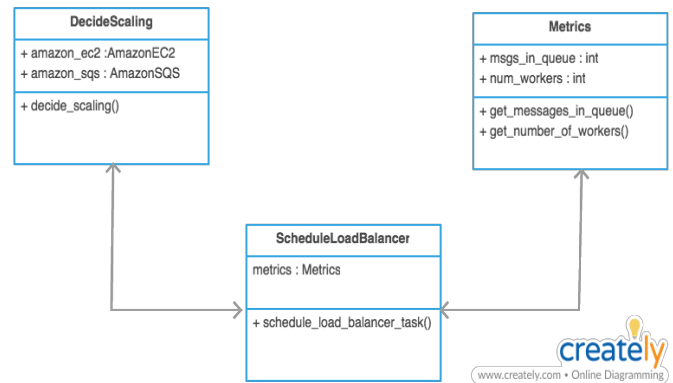 DecideScaling
+ amazon_ec2 :AmazonEC2
+ amazon_sqs : AmazonSQS
+ decide_scaling()
Metrics
+ msgs_in_queue : int
+ num_workers : int
+ get_messages_in_queue()
+ get_number_of_workers()
ScheduleLoadBalancer
metrics : Metrics
+ schedule_load_balancer_task()
creately
www.creately.com • Online Diagramming